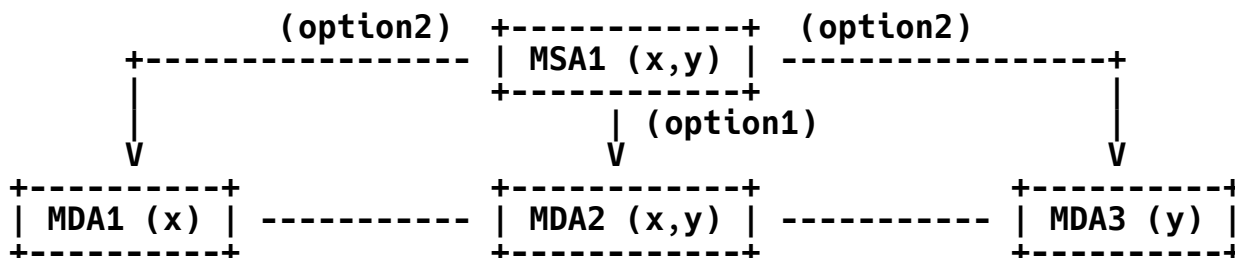 (option2) +------------+ (option2)
+----------------- | MSA1 (x,y) | -----------------+
| +------------+ |
| | (option1) |
V V V
+----------+ +------------+ +----------+
| MDA1 (x) | ----------- | MDA2 (x,y) | ----------- | MDA3 (y) |
+----------+ +------------+ +----------+